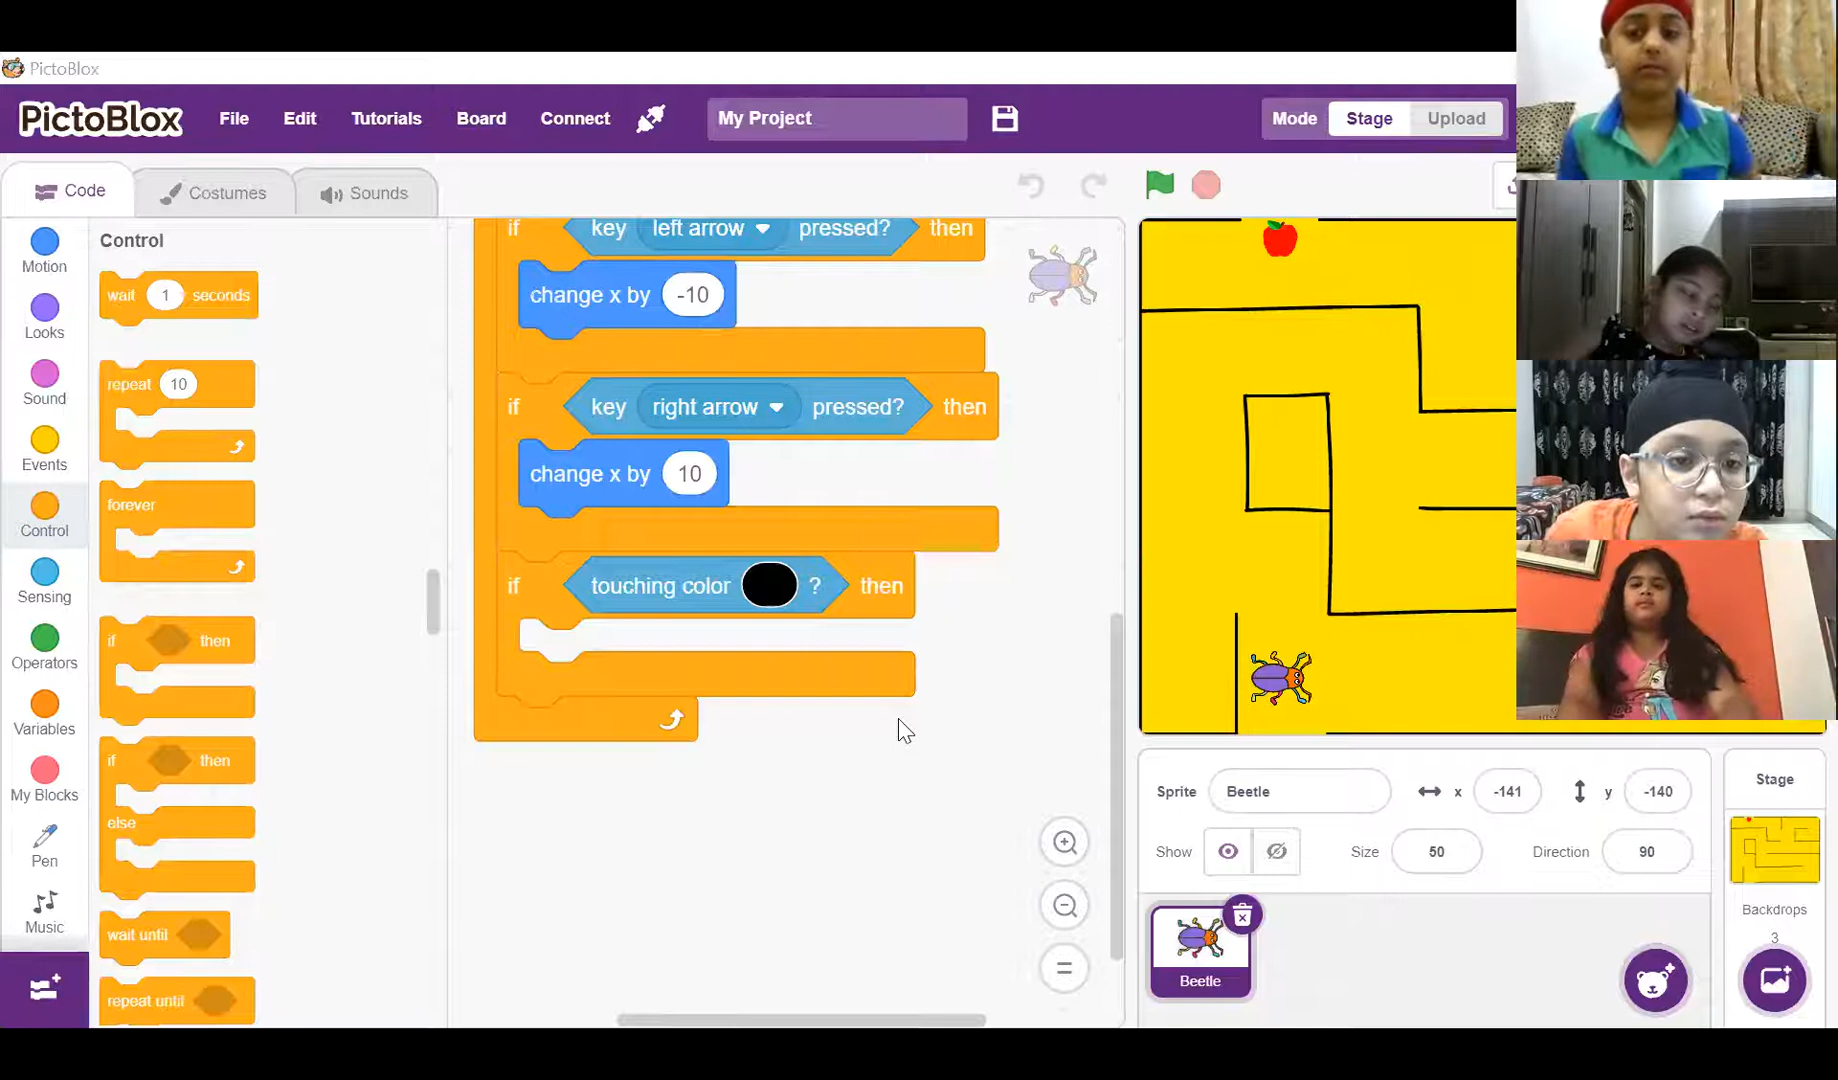 PictoBlox
PictoBlox File Edit Tutorials Board Connect My Project Mode Stage Upload
Code Costumes Sounds
Motion
Looks
Sound
Events
Control
Sensing
Operators
Variables
My Blocks
Pen
Music
Control
wait 1 seconds
repeat 10
forever
if then
if then
else
wait until
repeat until
if key left arrow pressed? then
change x by -10
if key right arrow pressed? then
change x by 10
if touching color ? then
Sprite Beetle x -141 y -140
Show Size 50 Direction 90
Beetle
Stage
Backdrops
3